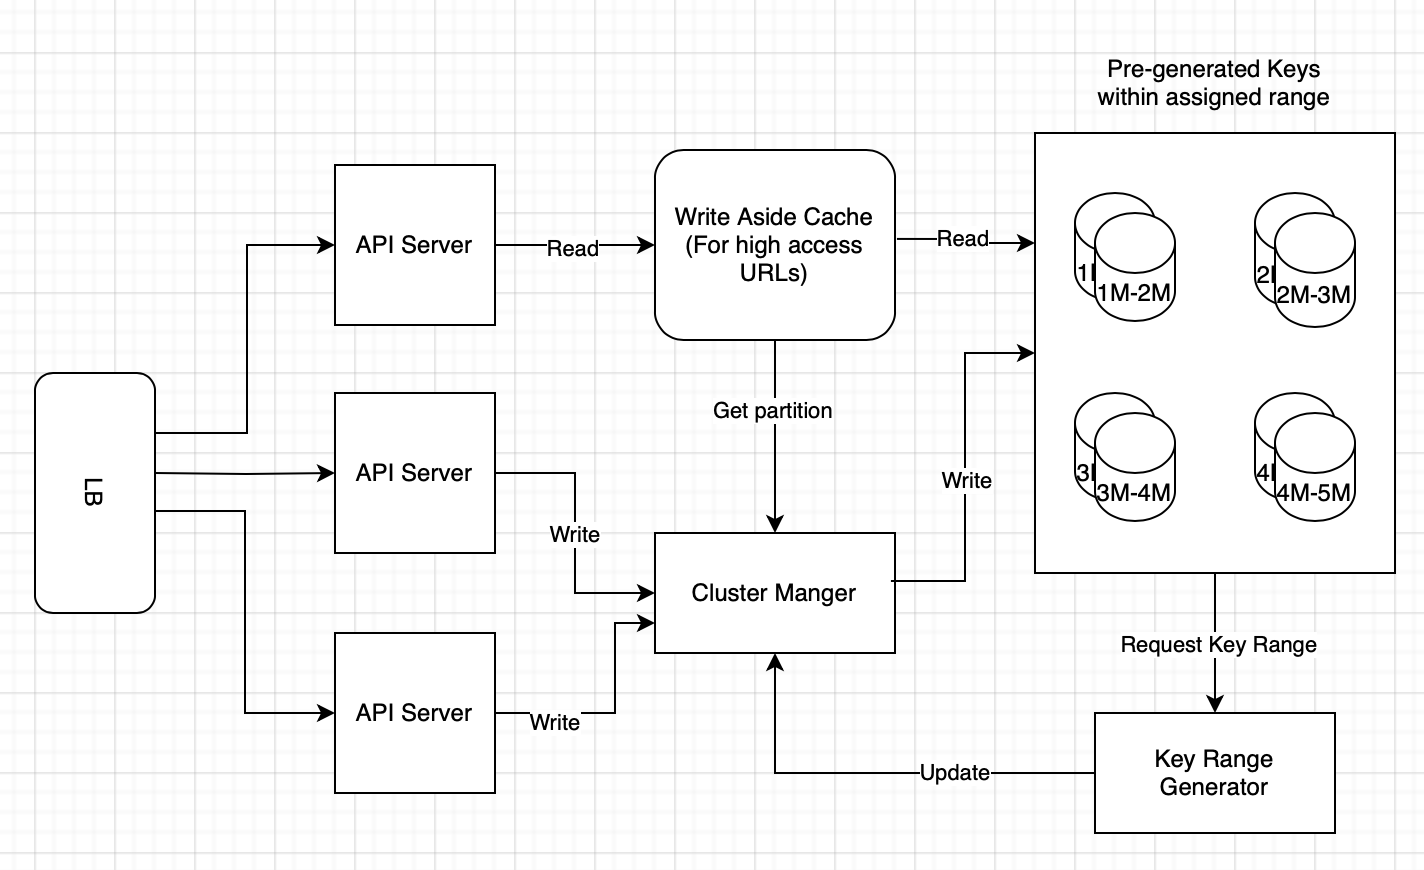 Pre-generated Keys
within assigned range
API Server
Read
Write Aside Cache
(For high access
URLs)
Read
1M-2M
2M-3M
Get partition
LB
API Server
Write
Write
3M-4M
4M-5M
Cluster Manger
Request Key Range
API Server
Write
Update
Key Range
Generator